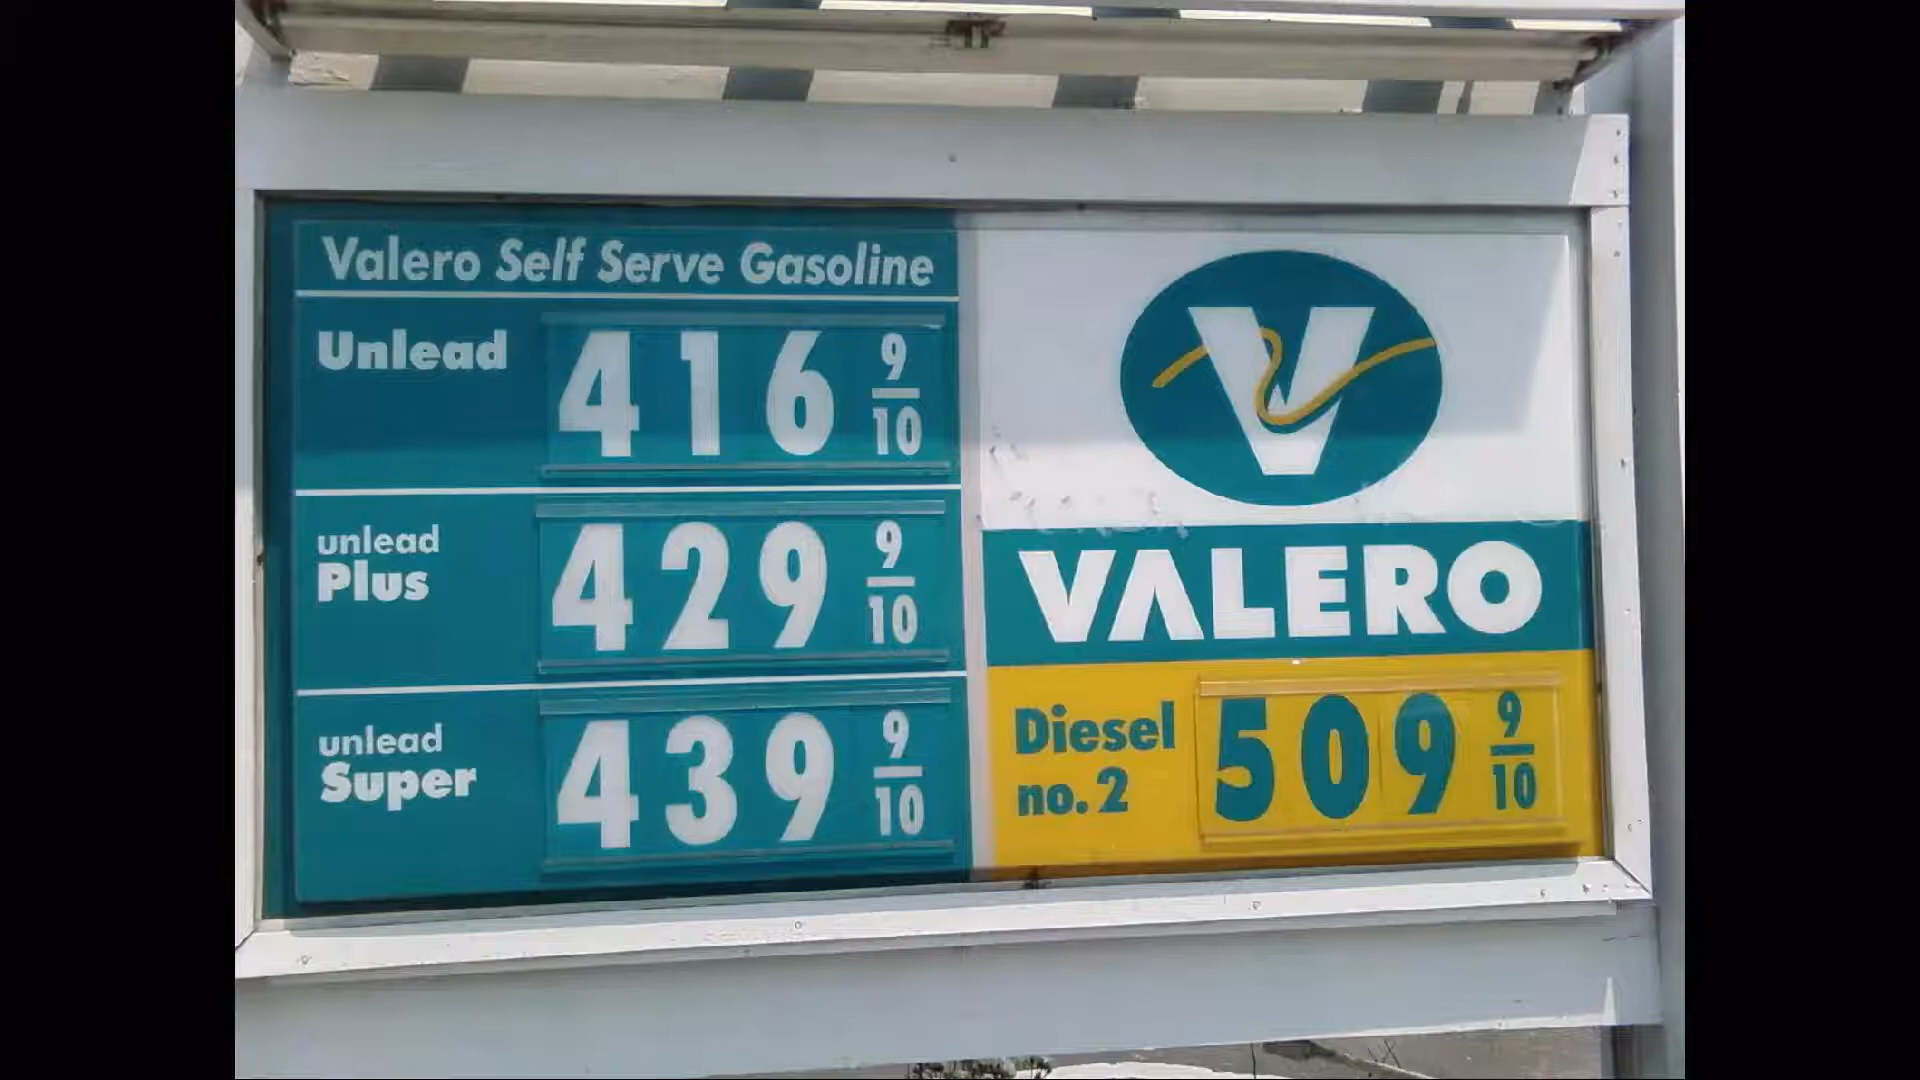 Valero Self Serve Gasoline
Unlead 416 9/10
unlead
Plus 429 9/10
unlead
Super 439 9/10
V
VALERO
Diesel
no. 2 509 9/10